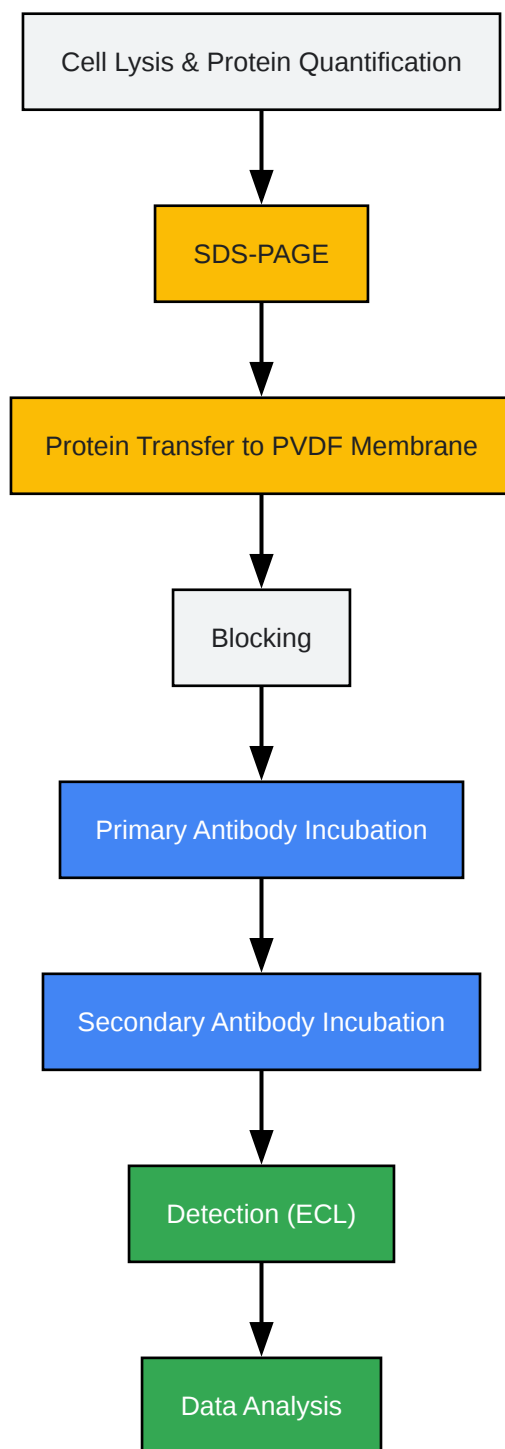 Cell Lysis & Protein Quantification
SDS-PAGE
Protein Transfer to PVDF Membrane
Blocking
Primary Antibody Incubation
Secondary Antibody Incubation
Detection (ECL)
Data Analysis